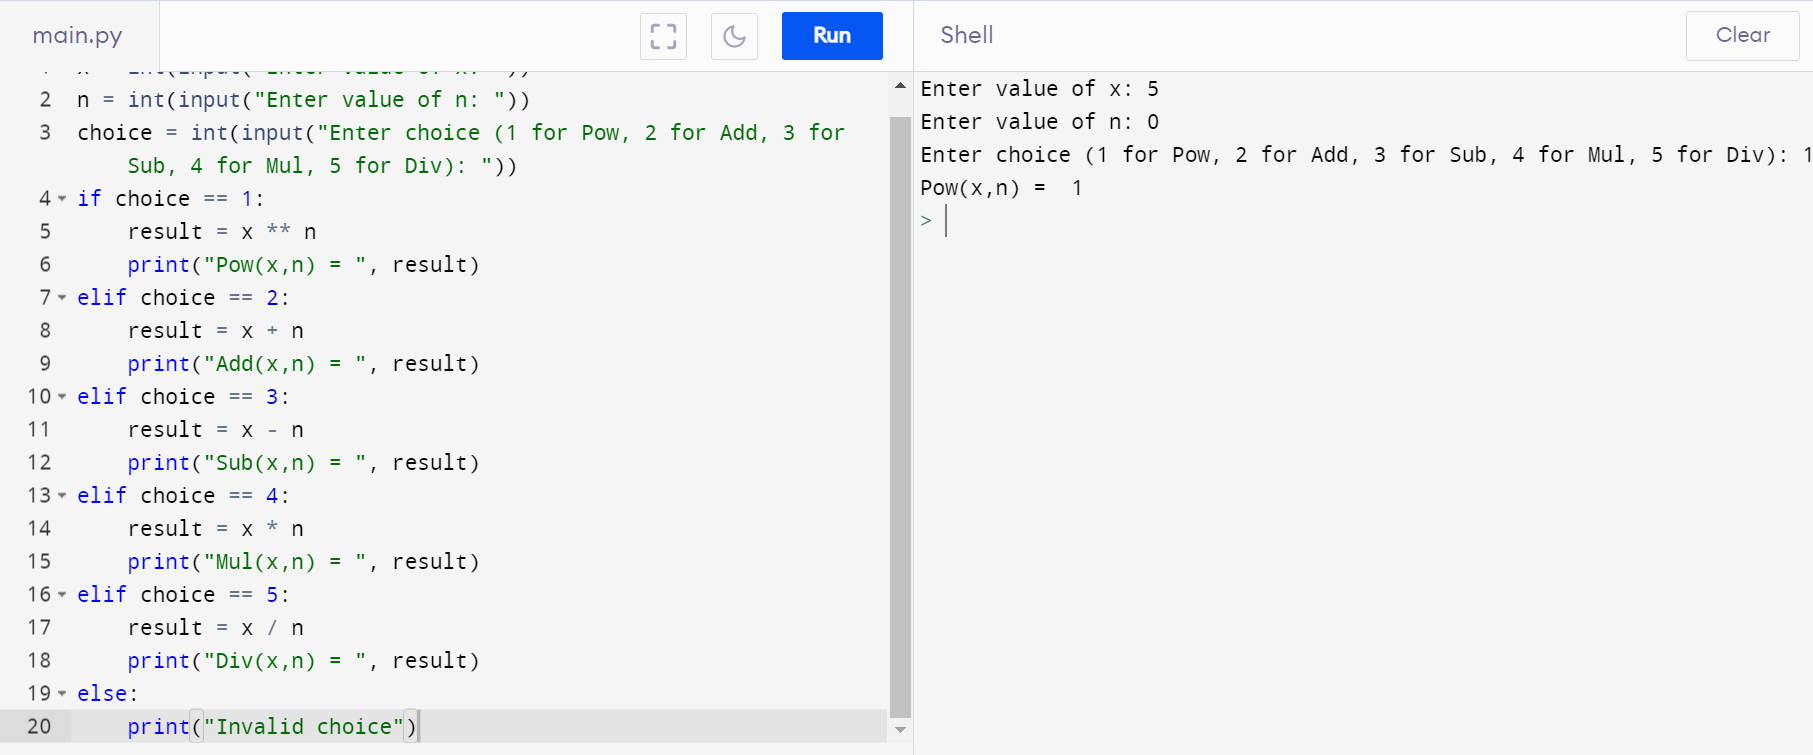 main.py
Run
Shell
Clear
2 n = int(input("Enter value of n: "))
3 choice = int(input("Enter choice (1 for Pow, 2 for Add, 3 for
Sub, 4 for Mul, 5 for Div): "))
4 if choice == 1:
5 result = x ** n
6 print("Pow(x,n) = ", result)
7 elif choice == 2:
8 result = x + n
9 print("Add(x,n) = ", result)
10 elif choice == 3:
11 result = x - n
12 print("Sub(x,n) = ", result)
13 elif choice == 4:
14 result = x * n
15 print("Mul(x,n) = ", result)
16 elif choice == 5:
17 result = x / n
18 print("Div(x,n) = ", result)
19 else:
20 print("Invalid choice")
Enter value of x: 5
Enter value of n: 0
Enter choice (1 for Pow, 2 for Add, 3 for Sub, 4 for Mul, 5 for Div): 1
Pow(x,n) =  1
>